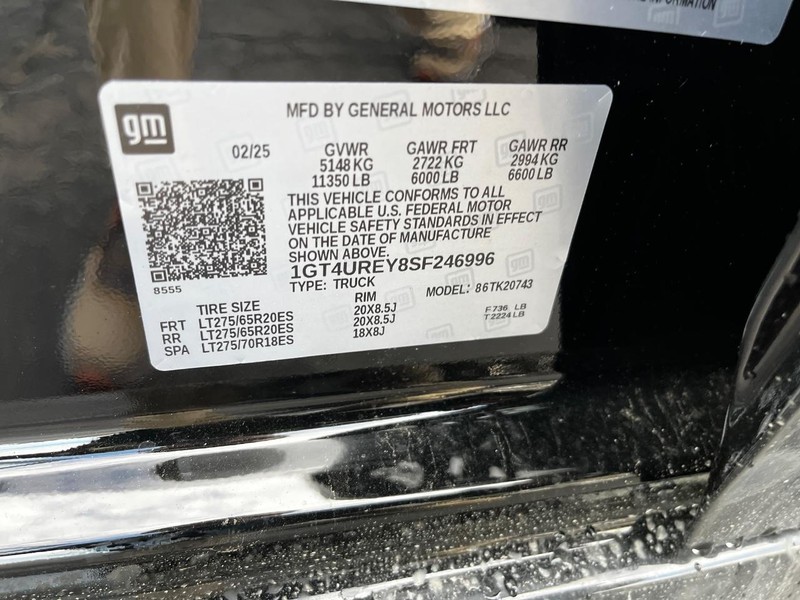 INFORMATION
gm
MFD BY GENERAL MOTORS LLC
02/25 GVWR GAWR FRT GAWR RR
5148 KG 2722 KG 2994 KG
11350 LB 6000 LB 6600 LB
THIS VEHICLE CONFORMS TO ALL
APPLICABLE U.S. FEDERAL MOTOR
VEHICLE SAFETY STANDARDS IN EFFECT
ON THE DATE OF MANUFACTURE
SHOWN ABOVE.
8555
1GT4UREY8SF246996
TYPE: TRUCK MODEL: 86TK20743
TIRE SIZE RIM
FRT LT275/65R20ES 20X8.5J F 736 LB
RR LT275/65R20ES 20X8.5J T 2224 LB
SPA LT275/70R18ES 18X8J